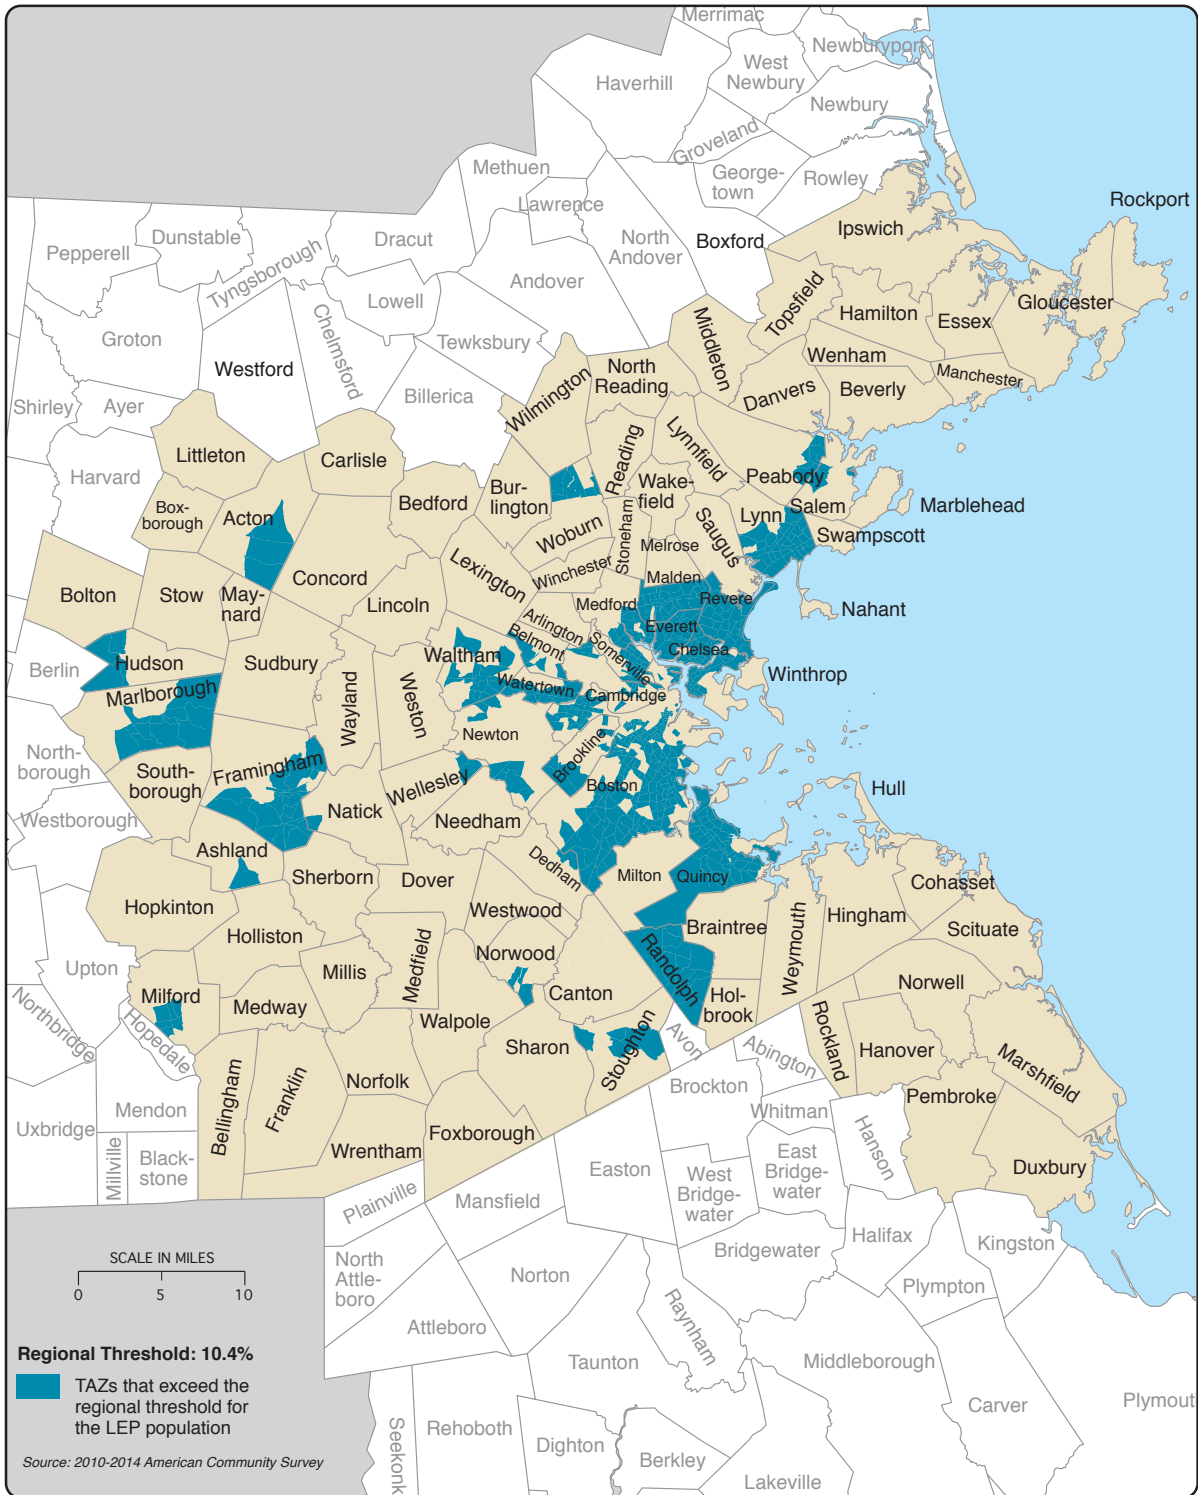 Merrimac
Newburyport
West
Newbury
Haverhill
Newbury
Groveland
Methuen
George-
town
Rowley
Lawrence
Rockport
Ipswich
Dunstable
Dracut
North
Andover
Boxford
Pepperell
Tyngsborough
Andover
Topsfield
Lowell
Gloucester
Hamilton
Essex
Groton
Chelmsford
Tewksbury
Middleton
Wenham
Westford
North
Reading
Manchester
Danvers
Beverly
Wilmington
Billerica
Shirley
Ayer
Lynnfield
Reading
Littleton
Carlisle
Harvard
Peabody
Wake-
field
Bur-
lington
Bedford
Marblehead
Salem
Box-
borough
Acton
Lynn
Swampscott
Saugus
Woburn
Stoneham
Melrose
Lexington
Winchester
Malden
Concord
Bolton
Stow
May-
nard
Lincoln
Medford
Revere
Nahant
Arlington
Everett
Belmont
Somerville
Chelsea
Waltham
Berlin
Hudson
Sudbury
Winthrop
Marlborough
Watertown
Cambridge
Wayland
Weston
Newton
North-
borough
Brookline
Framingham
South-
borough
Wellesley
Boston
Hull
Natick
Westborough
Needham
Ashland
Dedham
Sherborn
Dover
Milton
Quincy
Cohasset
Hopkinton
Westwood
Hingham
Braintree
Scituate
Holliston
Weymouth
Norwood
Medfield
Randolph
Upton
Millis
Norwell
Milford
Canton
Hol-
brook
Medway
Northbridge
Hopedale
Walpole
Rockland
Avon
Sharon
Stoughton
Abington
Hanover
Marshfield
Norfolk
Brockton
Franklin
Bellingham
Pembroke
Mendon
Whitman
Uxbridge
Foxborough
Hanson
Wrentham
Millville
Black-
stone
East
Bridge-
water
Easton
West
Bridge-
water
Duxbury
Plainville
Mansfield
Halifax
Kingston
Bridgewater
North
Attle-
boro
Norton
Plympton
Raynham
Attleboro
Taunton
Middleborough
Carver
Plymout
Seekonk
Rehoboth
Dighton
Berkley
Lakeville
SCALE IN MILES
0 5 10
Regional Threshold: 10.4%
TAZs that exceed the
regional threshold for
the LEP population
Source: 2010-2014 American Community Survey